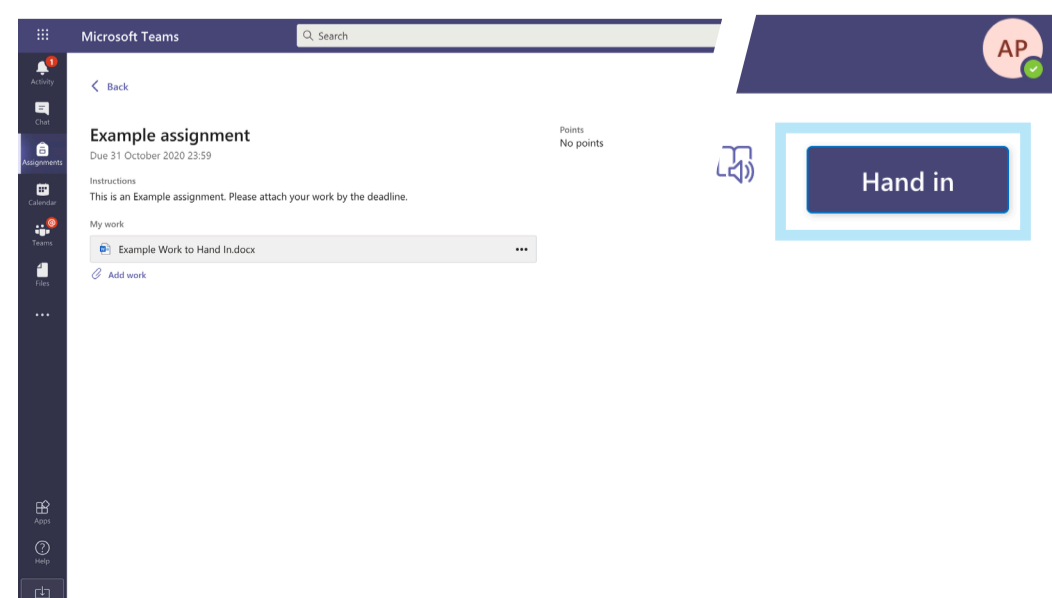 Microsoft Teams
Search
AP
1
Activity
Chat
Assignments
Calendar
Teams
Files
Apps
Help
Back
Example assignment
Due 31 October 2020 23:59
Points
No points
Hand in
Instructions
This is an Example assignment. Please attach your work by the deadline.
My work
Example Work to Hand In.docx
Add work